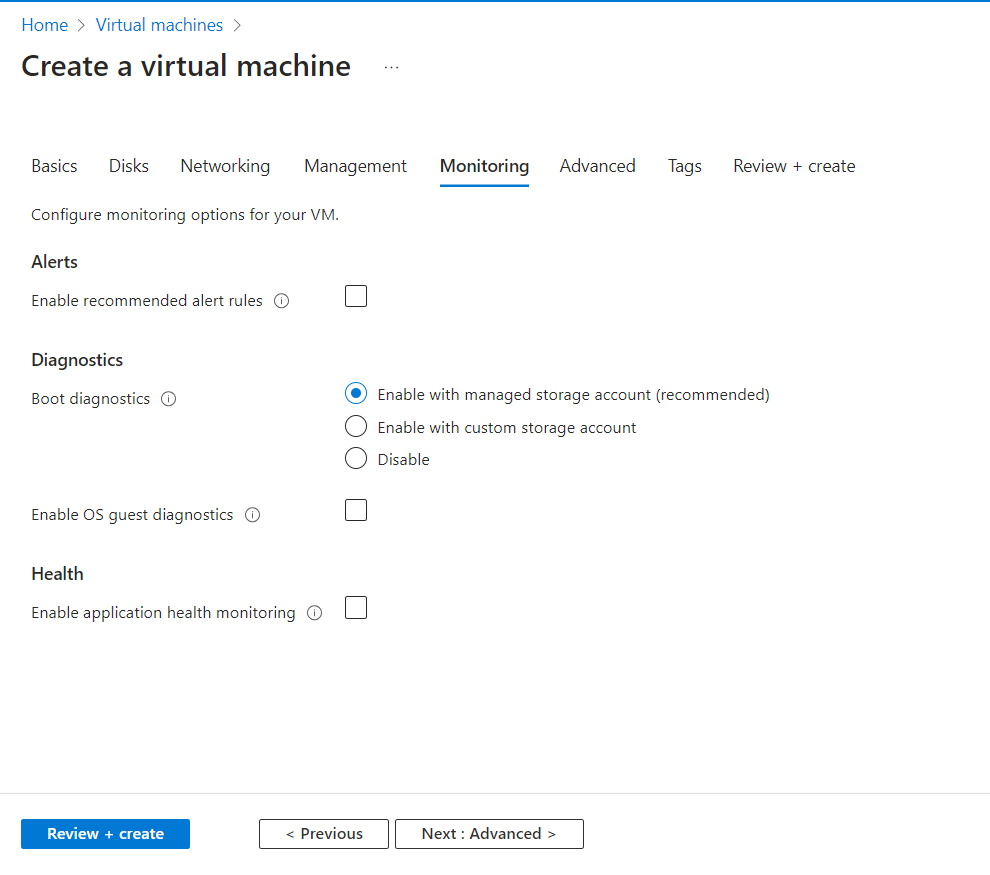 Home > Virtual machines >
Create a virtual machine ...
Basics Disks Networking Management Monitoring Advanced Tags Review + create
Configure monitoring options for your VM.
Alerts
Enable recommended alert rules
Diagnostics
Boot diagnostics
Enable with managed storage account (recommended)
Enable with custom storage account
Disable
Enable OS guest diagnostics
Health
Enable application health monitoring
Review + create < Previous Next : Advanced >